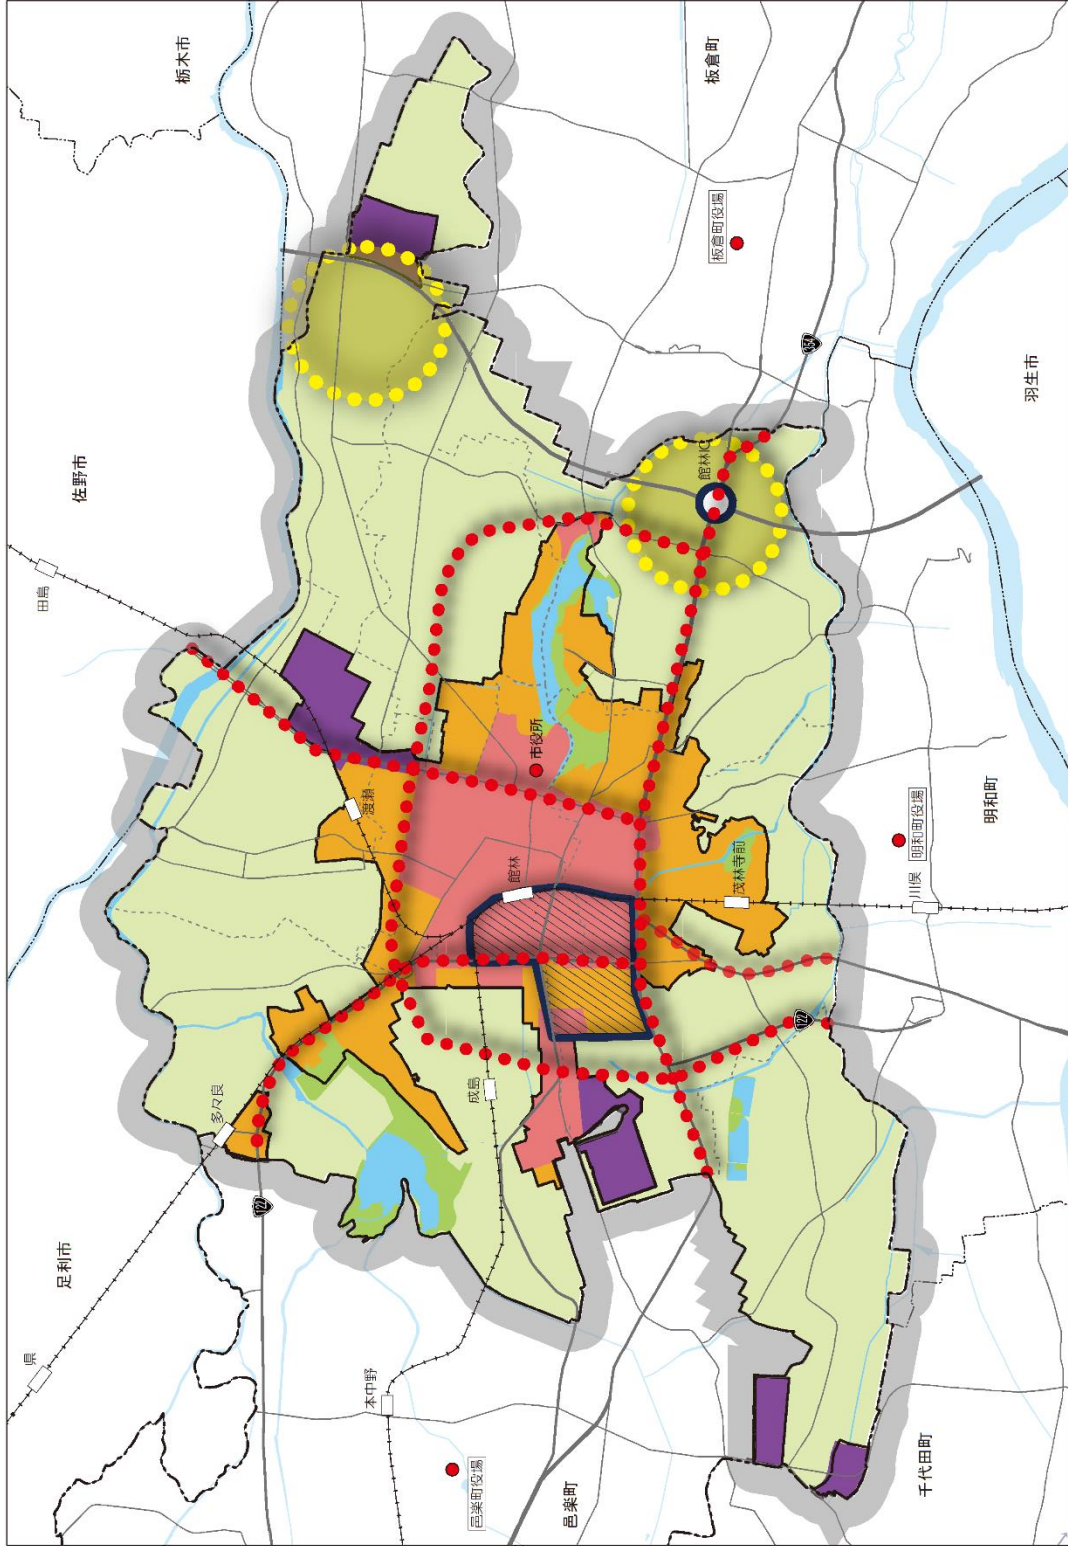 足利市
佐野市
栃木市
県
田島
多々良
渡瀬
122
本中野
成島
館林
市役所
邑楽町役場
邑楽町
板倉町
板倉町役場
館林IC
354
茂林寺前
122
千代田町
川俣
明和町役場
明和町
羽生市